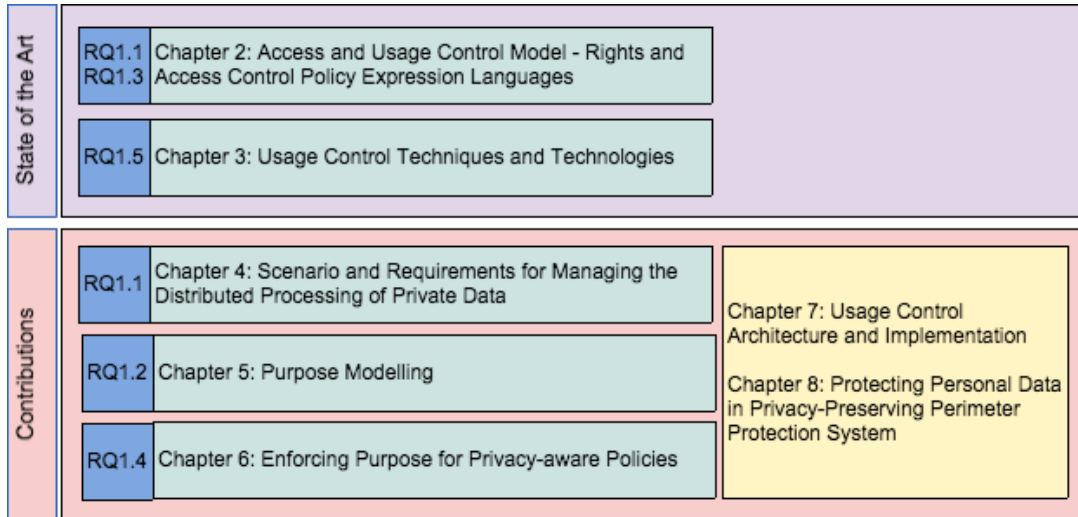 State of the Art
RQ1.1
RQ1.3
Chapter 2: Access and Usage Control Model - Rights and
Access Control Policy Expression Languages
RQ1.5
Chapter 3: Usage Control Techniques and Technologies
Contributions
RQ1.1
Chapter 4: Scenario and Requirements for Managing the
Distributed Processing of Private Data
RQ1.2
Chapter 5: Purpose Modelling
RQ1.4
Chapter 6: Enforcing Purpose for Privacy-aware Policies
Chapter 7: Usage Control
Architecture and Implementation
Chapter 8: Protecting Personal Data
in Privacy-Preserving Perimeter
Protection System